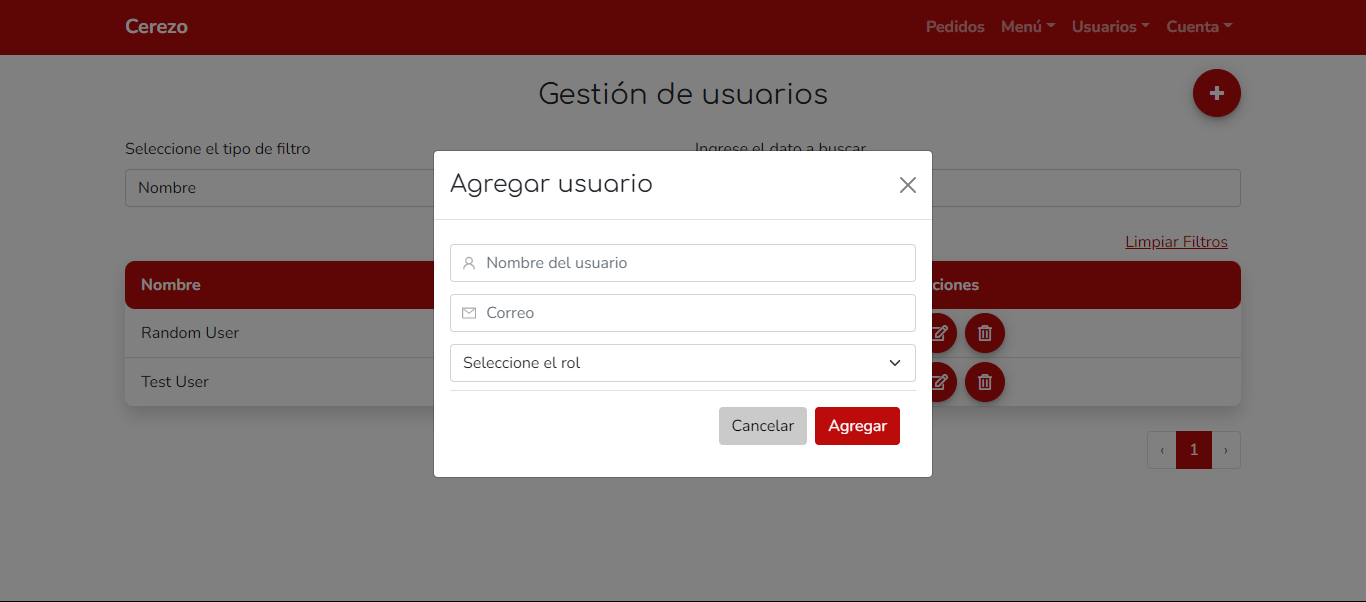 Cerezo Pedidos Menú Usuarios Cuenta
Gestión de usuarios
Seleccione el tipo de filtro Ingrese el dato a buscar
Nombre
Agregar usuario
Nombre del usuario
Correo
Seleccione el rol
Cancelar Agregar
Limpiar Filtros
Nombre ciones
Random User
Test User
‹ 1 ›